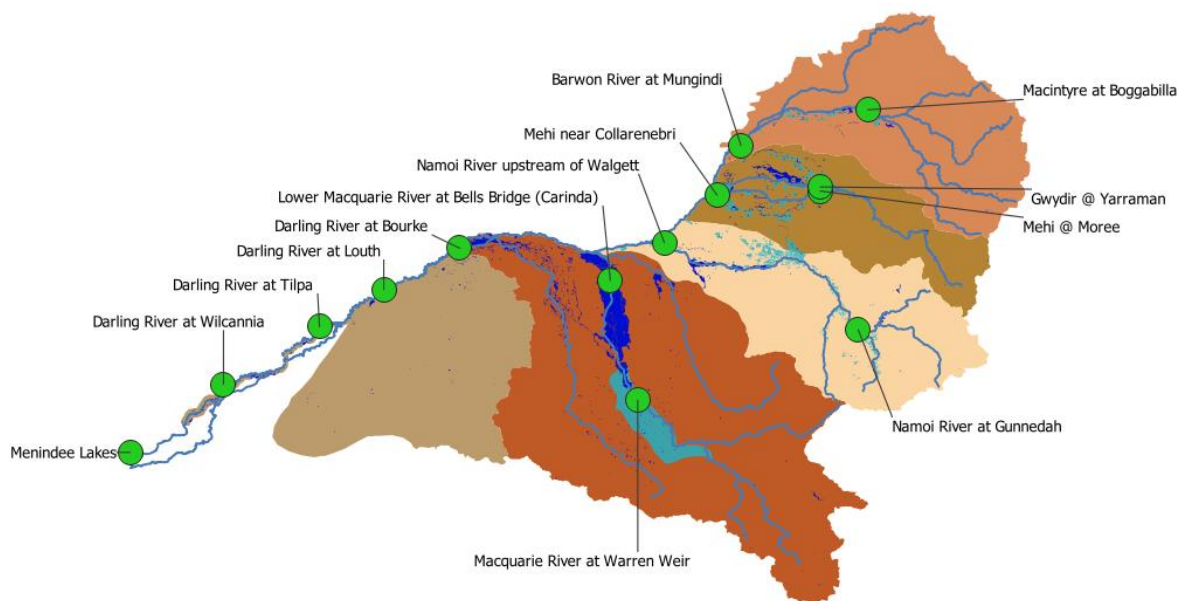 Barwon River at Mungindi
Macintyre at Boggabilla
Mehi near Collarenebri
Namoi River upstream of Walgett
Lower Macquarie River at Bells Bridge (Carinda)
Gwydir @ Yarraman
Mehi @ Moree
Darling River at Bourke
Darling River at Louth
Darling River at Tilpa
Darling River at Wilcannia
Namoi River at Gunnedah
Menindee Lakes
Macquarie River at Warren Weir